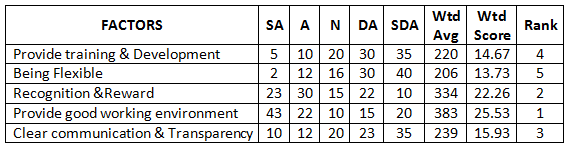 FACTORS SA A N DA SDA Wtd Avg Wtd Score Rank
Provide training & Development 5 10 20 30 35 220 14.67 4
Being Flexible 2 12 16 30 40 206 13.73 5
Recognition &Reward 23 30 15 22 10 334 22.26 2
Provide good working environment 43 22 10 15 20 383 25.53 1
Clear communication & Transparency 10 12 20 23 35 239 15.93 3